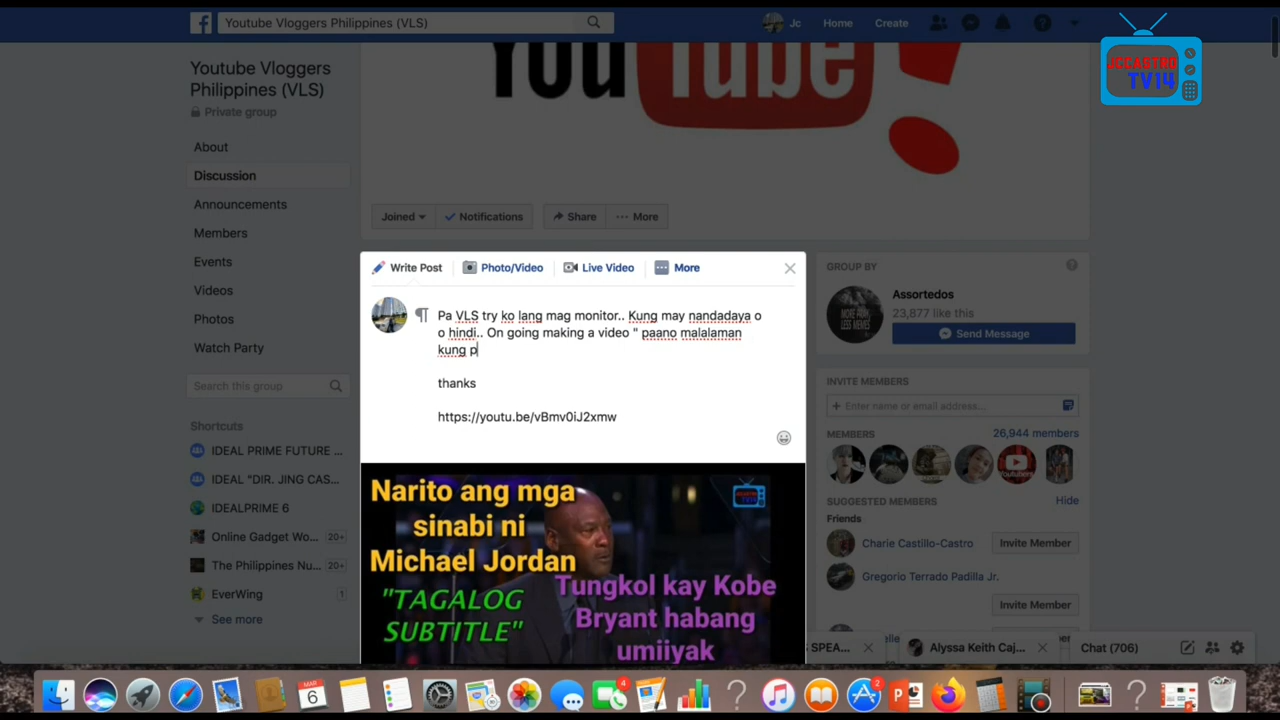 Youtube Vloggers Philippines (VLS)
Jc
Home
Create
JCCASTRO
TV14
YouTube
Youtube Vloggers
Philippines (VLS)
Private group
About
Discussion
Announcements
Members
Events
Videos
Photos
Watch Party
Search this group
Shortcuts
IDEAL PRIME FUTURE ...
IDEAL "DIR. JING CAS...
IDEALPRIME 6
Online Gadget Wo... 20+
The Philippines Nu... 20+
EverWing 1
See more
Joined
Notifications
Share
More
Write Post
Photo/Video
Live Video
More
Pa VLS try ko lang mag monitor.. Kung may nandadaya o
o hindi.. On going making a video " paano malalaman
kung p
thanks
https://youtu.be/vBmv0iJ2xmw
Narito ang mga
sinabi ni
Michael Jordan
"TAGALOG
SUBTITLE"
Tungkol kay Kobe
Bryant habang
umiiyak
GROUP BY
Assortedos
23,877 like this
Send Message
INVITE MEMBERS
+ Enter name or email address...
MEMBERS
26,944 members
SUGGESTED MEMBERS
Hide
Friends
Charie Castillo-Castro
Invite Member
Gregorio Terrado Padilla Jr.
Invite Member
SPEA...
Alyssa Keith Caj...
Chat (706)
MAR
6
4
2